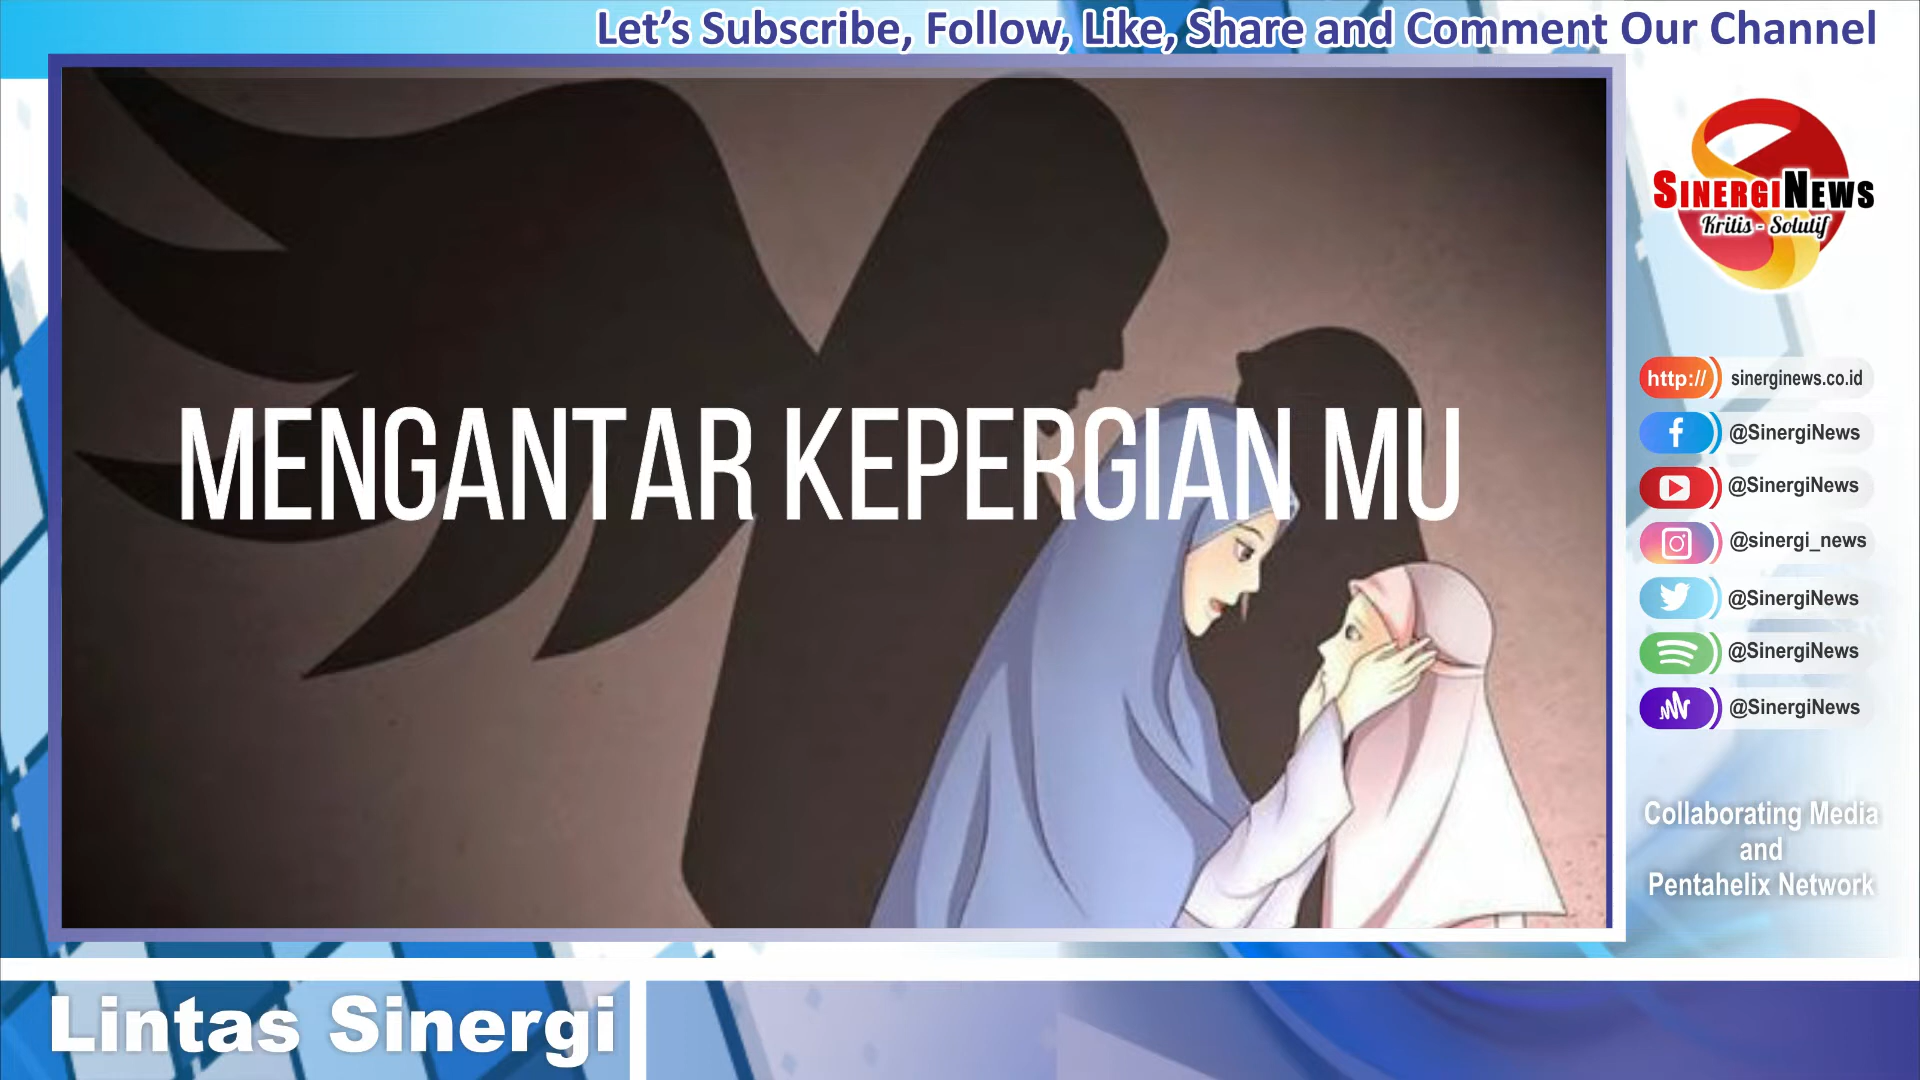 Let's Subscribe, Follow, Like, Share and Comment Our Channel
SINERGINEWS
Kritis - Solutif
MENGANTAR KEPERGIAN MU
http:// sinerginews.co.id
@SinergiNews
@SinergiNews
@sinergi_news
@SinergiNews
@SinergiNews
@SinergiNews
Collaborating Media
and
Pentahelix Network
Lintas Sinergi